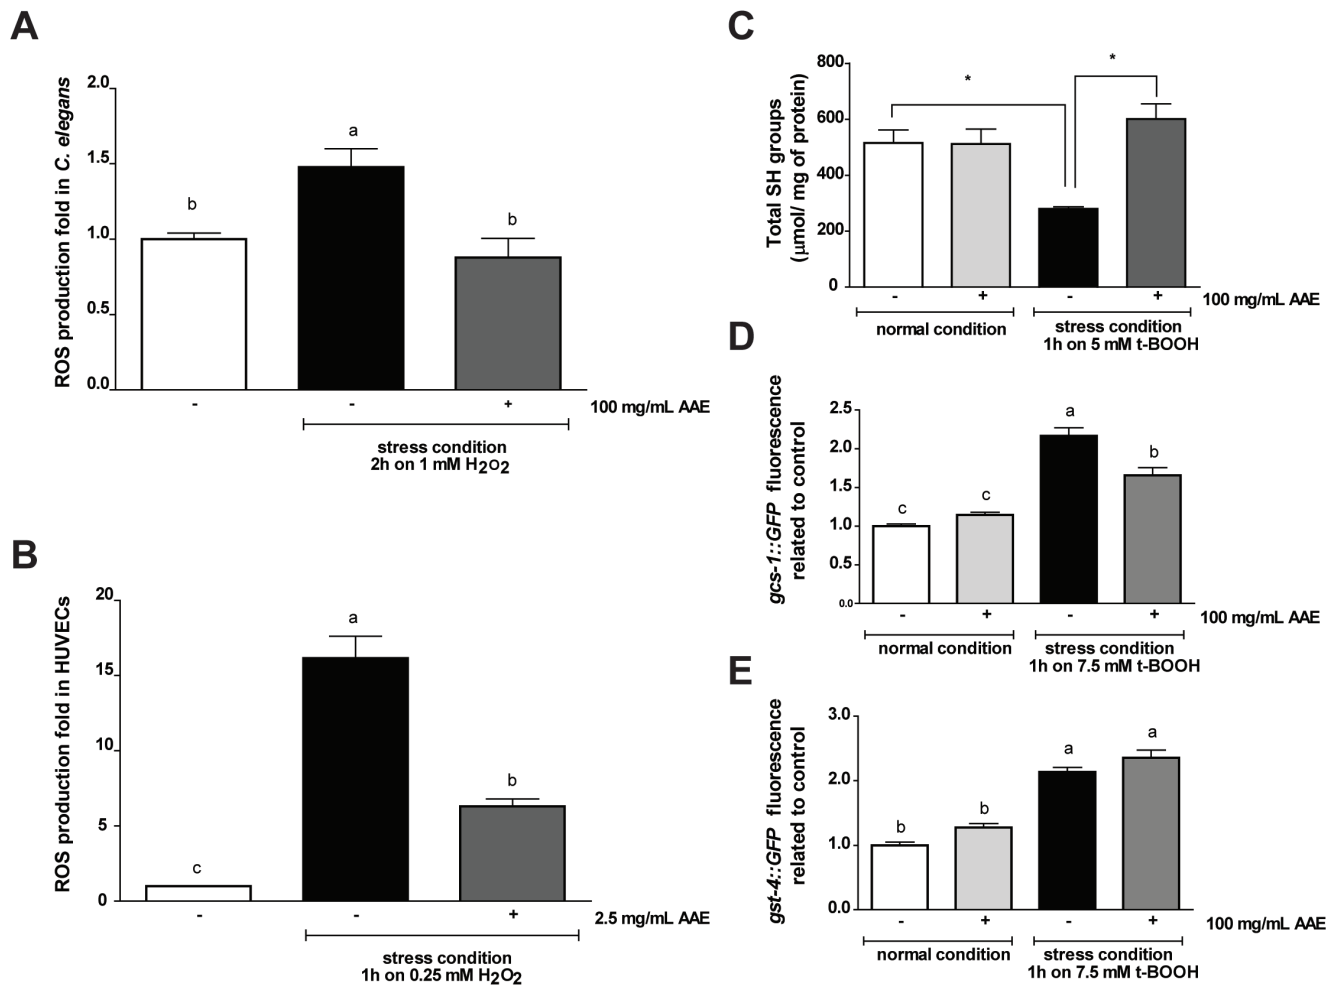 A
ROS production fold in C. elegans
2.0
1.5
1.0
0.5
0.0
b
a
b
-
-
+
100 mg/mL AAE
stress condition
2h on 1 mM H2O2
B
ROS production fold in HUVECs
20
15
10
5
0
c
a
b
-
-
+
2.5 mg/mL AAE
stress condition
1h on 0.25 mM H2O2
C
Total SH groups
(μmol/ mg of protein)
800
600
400
200
0
*
*
-
+
-
+
100 mg/mL AAE
normal condition
stress condition
1h on 5 mM t-BOOH
D
gcs-1::GFP fluorescence
related to control
2.5
2.0
1.5
1.0
0.5
0.0
c
c
a
b
-
+
-
+
100 mg/mL AAE
normal condition
stress condition
1h on 7.5 mM t-BOOH
E
gst-4::GFP fluorescence
related to control
3.0
2.0
1.0
0.0
b
b
a
a
-
+
-
+
100 mg/mL AAE
normal condition
stress condition
1h on 7.5 mM t-BOOH